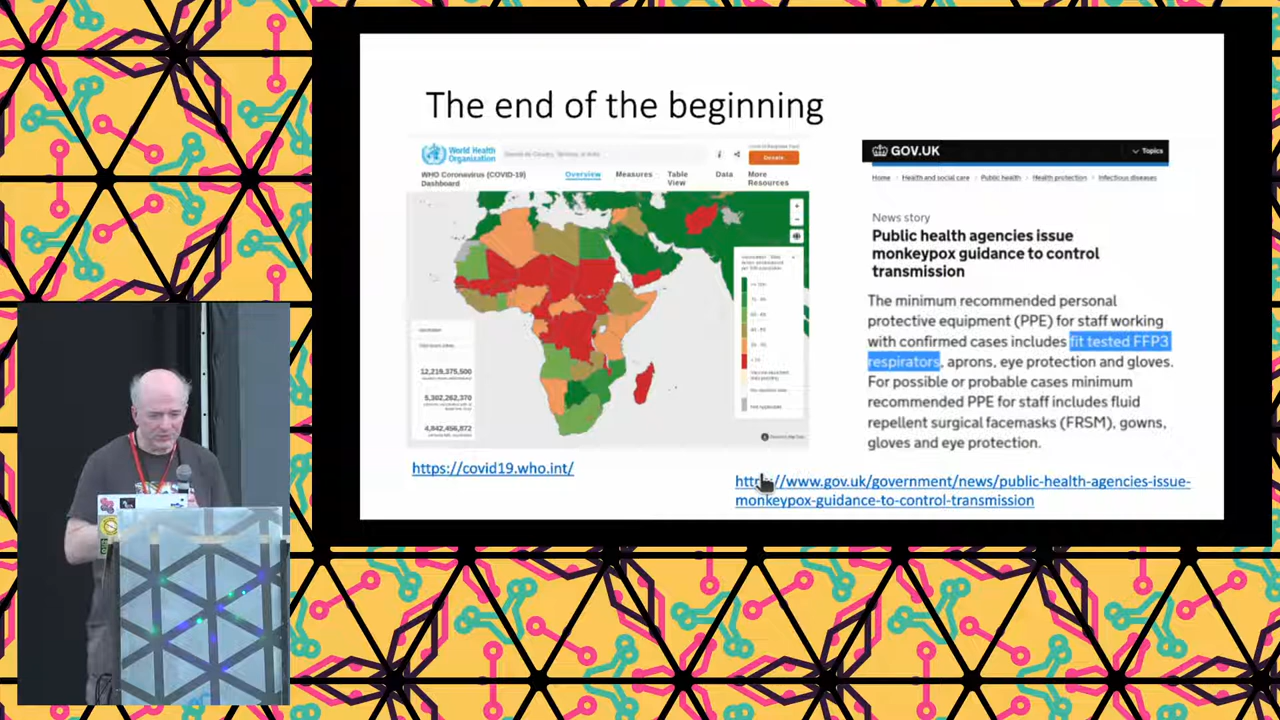 The end of the beginning
World Health
Organization
Donate
WHO Coronavirus (COVID-19)
Dashboard
Overview
Measures
Table
View
Data
More
Resources
12,219,375,500
5,302,262,370
4,842,456,872
https://covid19.who.int/
GOV.UK
Topics
Home
Health and social care
Public health
Health protection
Infectious diseases
News story
Public health agencies issue
monkeypox guidance to control
transmission
The minimum recommended personal
protective equipment (PPE) for staff working
with confirmed cases includes fit tested FFP3
respirators, aprons, eye protection and gloves.
For possible or probable cases minimum
recommended PPE for staff includes fluid
repellent surgical facemasks (FRSM), gowns,
gloves and eye protection.
https://www.gov.uk/government/news/public-health-agencies-issue-
monkeypox-guidance-to-control-transmission